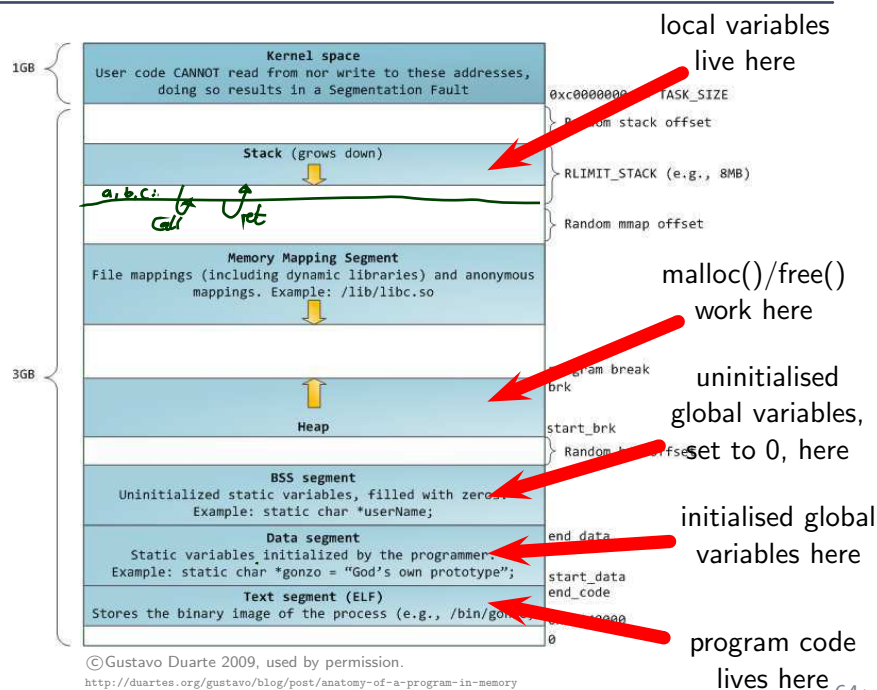 local variables
live here
1GB
Kernel space
User code CANNOT read from nor write to these addresses,
doing so results in a Segmentation Fault
0xc0000000 TASK_SIZE
Random stack offset
Stack (grows down)
RLIMIT_STACK (e.g., 8MB)
a, b, c:
Call
ret
Random mmap offset
Memory Mapping Segment
File mappings (including dynamic libraries) and anonymous
mappings. Example: /lib/libc.so
malloc()/free()
work here
3GB
program break
brk
Heap
start_brk
Random offset
uninitialised
global variables,
set to 0, here
BSS segment
Uninitialized static variables, filled with zeros.
Example: static char *userName;
initialised global
variables here
Data segment
Static variables initialized by the programmer.
Example: static char *gonzo = “God's own prototype”;
end_data
start_data
end_code
Text segment (ELF)
Stores the binary image of the process (e.g., /bin/gonzo)
0
program code
lives here
©Gustavo Duarte 2009, used by permission.
http://duartes.org/gustavo/blog/post/anatomy-of-a-program-in-memory